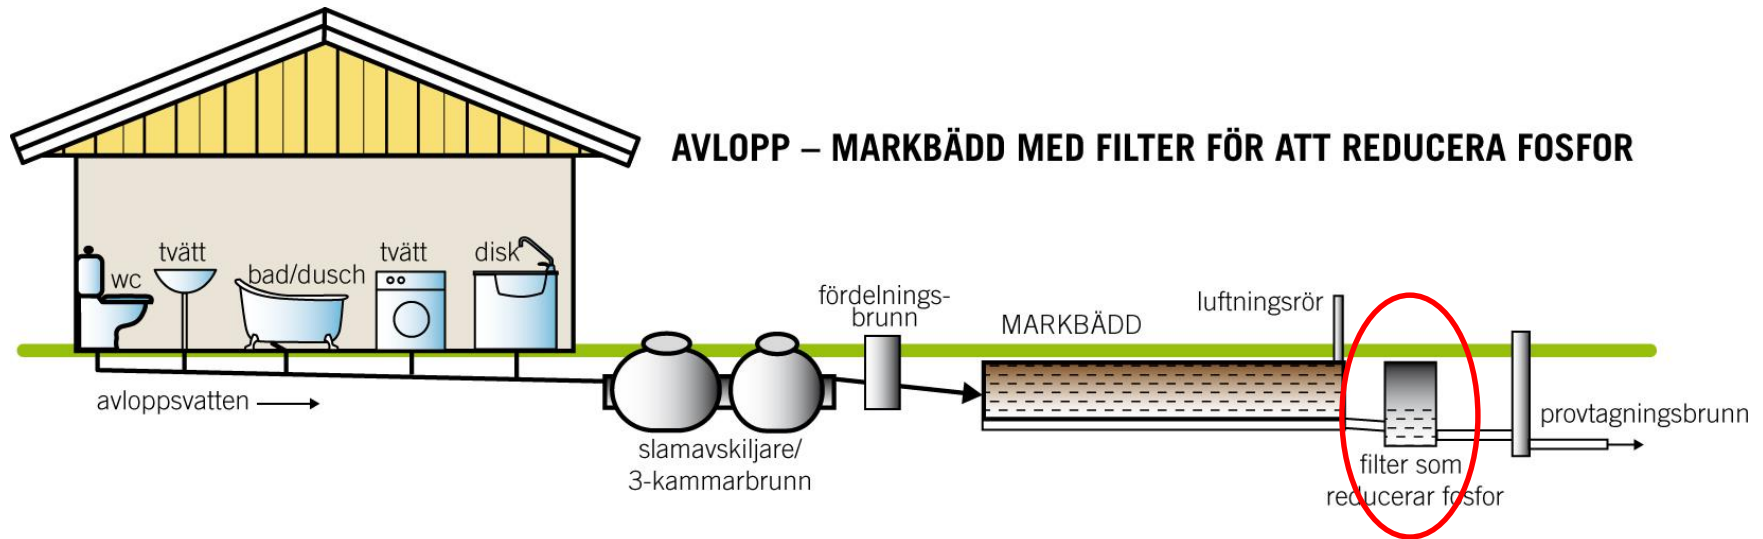 AVLOPP – MARKBÄDD MED FILTER FÖR ATT REDUCERA FOSFOR
wc
tvätt
bad/dusch
tvätt
disk
avloppsvatten
slamavskiljare/
3-kammarbrunn
fördelnings-
brunn
MARKBÄDD
luftningsrör
filter som
reducerar fosfor
provtagningsbrunn